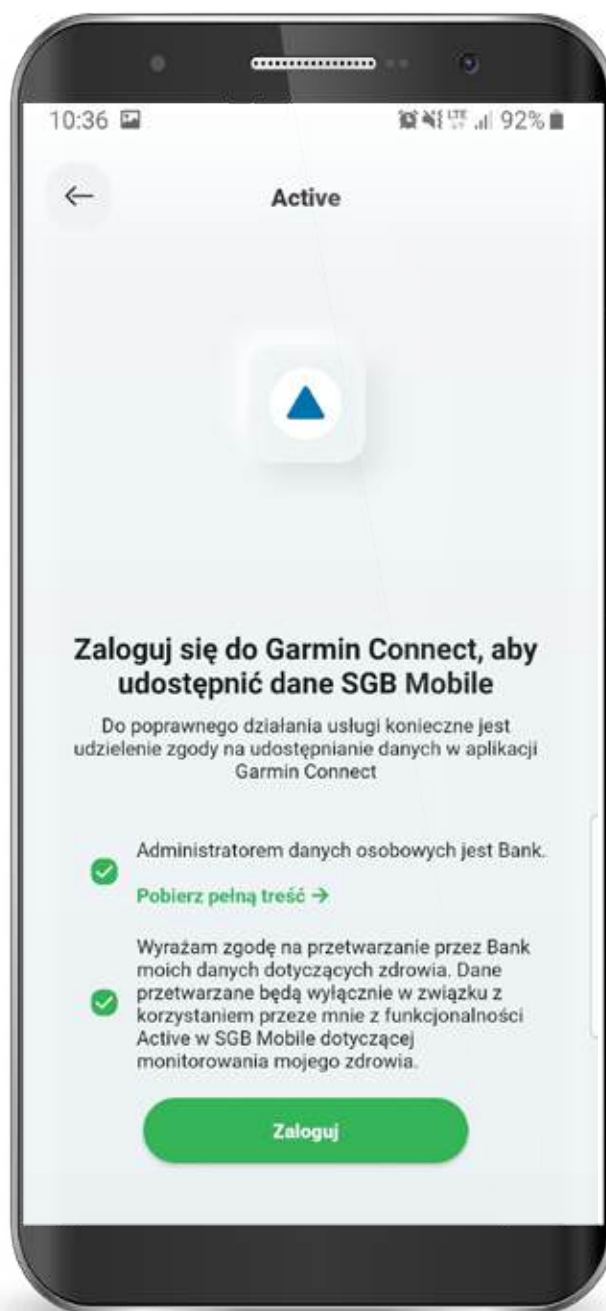 10:36 LTE 92%
Active
Zaloguj się do Garmin Connect, aby
udostępnić dane SGB Mobile
Do poprawnego działania usługi konieczne jest
udzielenie zgody na udostępnianie danych w aplikacji
Garmin Connect
Administratorem danych osobowych jest Bank.
Pobierz pełną treść →
Wyrażam zgodę na przetwarzanie przez Bank
moich danych dotyczących zdrowia. Dane
przetwarzane będą wyłącznie w związku z
korzystaniem przeze mnie z funkcjonalności
Active w SGB Mobile dotyczącej
monitorowania mojego zdrowia.
Zaloguj